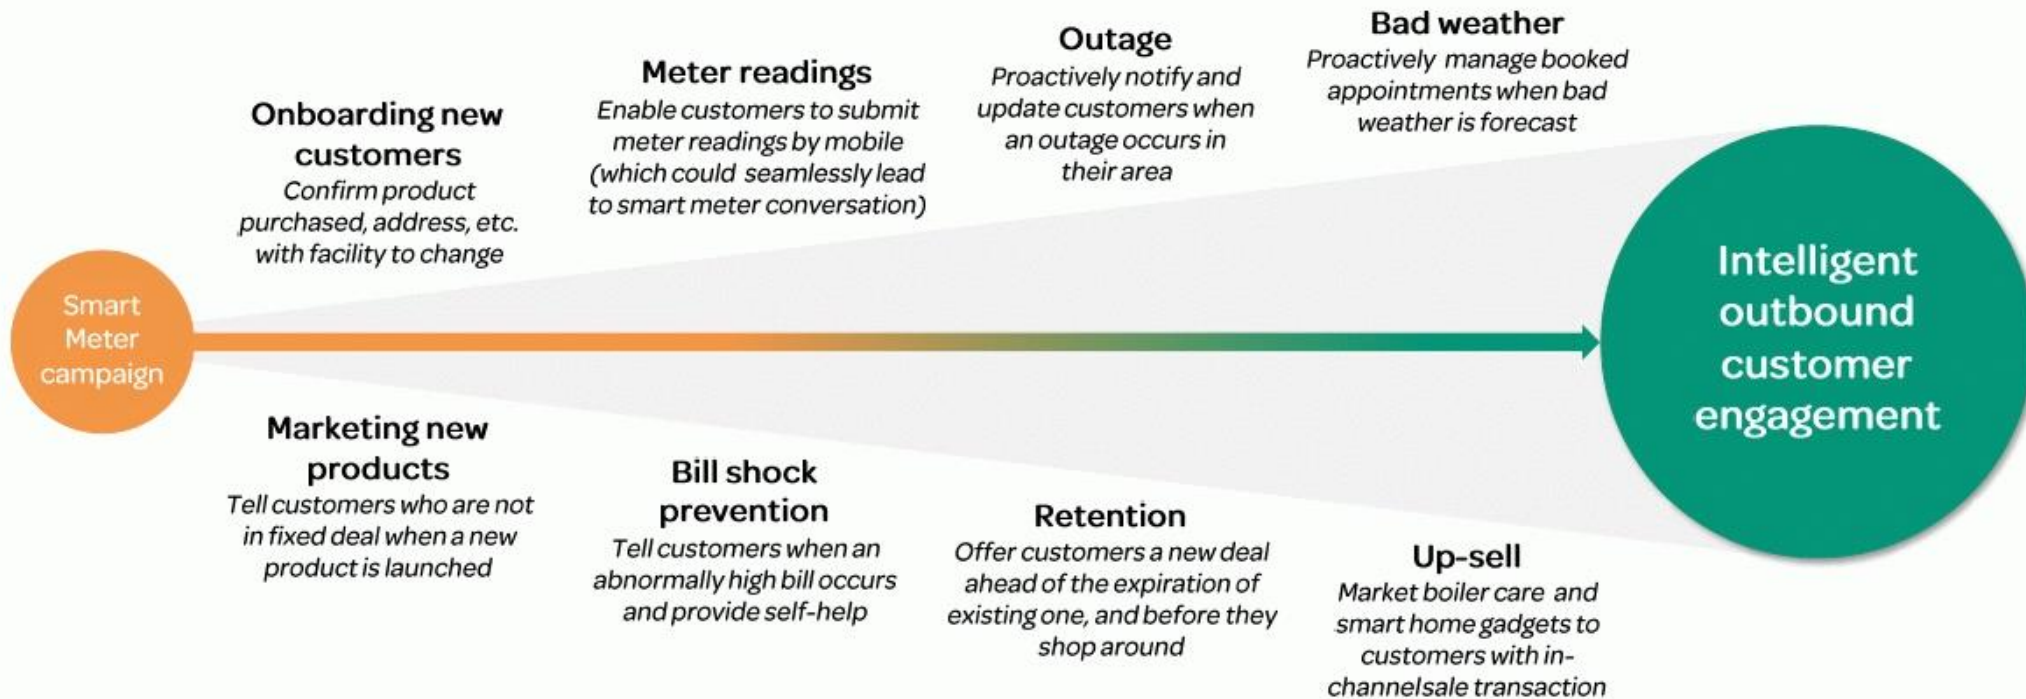 Smart
Meter
campaign
Onboarding new
customers
Confirm product
purchased, address, etc.
with facility to change
Meter readings
Enable customers to submit
meter readings by mobile
(which could seamlessly lead
to smart meter conversation)
Outage
Proactively notify and
update customers when
an outage occurs in
their area
Bad weather
Proactively manage booked
appointments when bad
weather is forecast
Marketing new
products
Tell customers who are not
in fixed deal when a new
product is launched
Bill shock
prevention
Tell customers when an
abnormally high bill occurs
and provide self-help
Retention
Offer customers a new deal
ahead of the expiration of
existing one, and before they
shop around
Up-sell
Market boiler care and
smart home gadgets to
customers with in-
channelsale transaction
Intelligent
outbound
customer
engagement